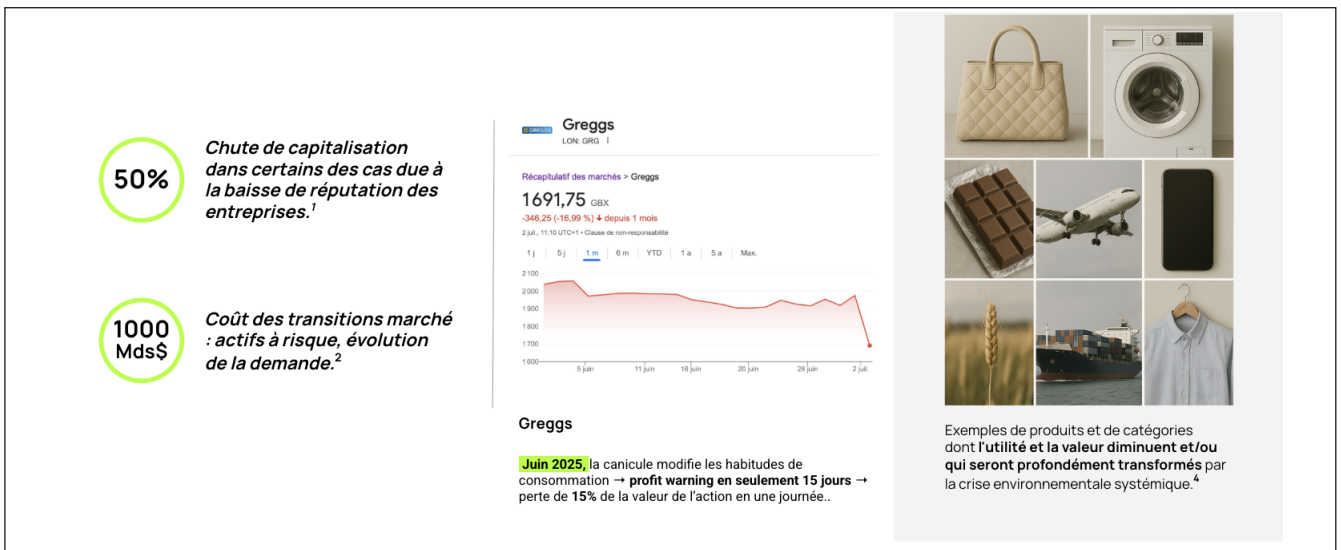 50%
Chute de capitalisation
dans certains des cas due à
la baisse de réputation des
entreprises.¹
1000
Mds$
Coût des transitions marché
: actifs à risque, évolution
de la demande.²
GREGGS
Greggs
LON: GRG ⋮
Récapitulatif des marchés > Greggs
1691,75 GBX
-346,25 (-16,99 %) ↓ depuis 1 mois
2 juil., 11:10 UTC+1 • Clause de non-responsabilité
1 j 5 j 1 m 6 m YTD 1 a 5 a Max.
2 100
2 000
1 900
1 800
1 700
1 600
5 juin 11 juin 16 juin 20 juin 26 juin 2 juil.
Greggs
Juin 2025, la canicule modifie les habitudes de
consommation → profit warning en seulement 15 jours →
perte de 15% de la valeur de l'action en une journée..
Exemples de produits et de catégories
dont l'utilité et la valeur diminuent et/ou
qui seront profondément transformés par
la crise environnementale systémique.⁴